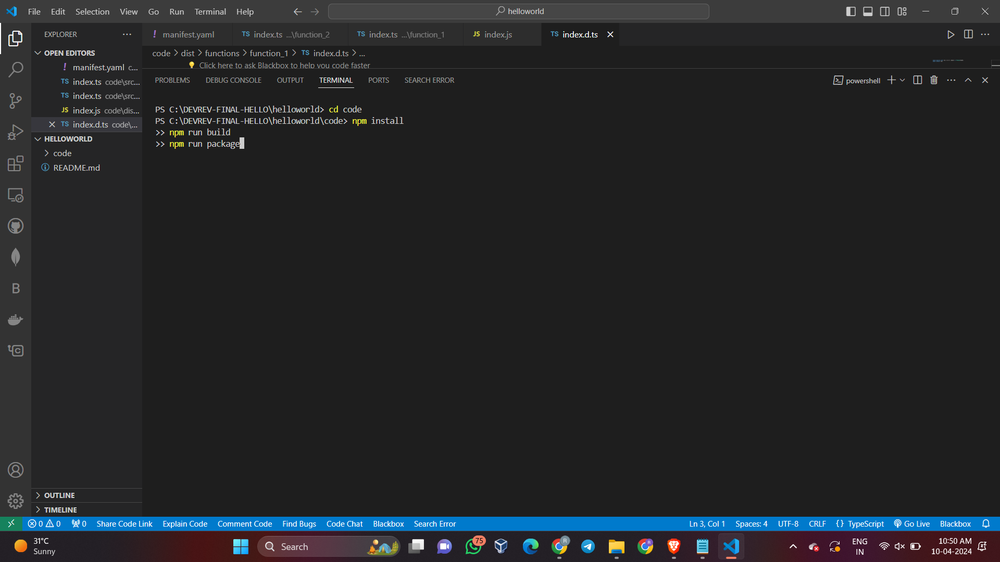 File Edit Selection View Go Run Terminal Help
helloworld
EXPLORER
manifest.yaml
TS index.ts ...\function_2
TS index.ts ...\function_1
JS index.js
TS index.d.ts
OPEN EDITORS
! manifest.yaml c...
TS index.ts code\src...
TS index.ts code\src...
JS index.js code\dis...
TS index.d.ts code\...
HELLOWORLD
code
README.md
code > dist > functions > function_1 > TS index.d.ts > ...
Click here to ask Blackbox to help you code faster
PROBLEMS DEBUG CONSOLE OUTPUT TERMINAL PORTS SEARCH ERROR
powershell
PS C:\DEVREV-FINAL-HELLO\helloworld> cd code
PS C:\DEVREV-FINAL-HELLO\helloworld\code> npm install
>> npm run build
>> npm run package
B
OUTLINE
TIMELINE
0 0 0 Share Code Link Explain Code Comment Code Find Bugs Code Chat Blackbox Search Error
Ln 3, Col 1 Spaces: 4 UTF-8 CRLF {} TypeScript Go Live Blackbox
31°C
Sunny
Search
75
R
R
ENG
IN
10:50 AM
10-04-2024